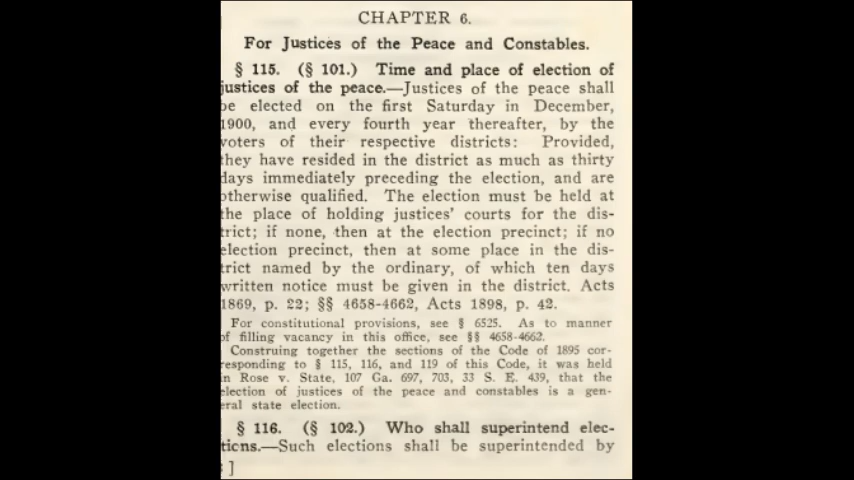 CHAPTER 6.
For Justices of the Peace and Constables.
§ 115. (§ 101.) Time and place of election of
justices of the peace.—Justices of the peace shall
be elected on the first Saturday in December,
1900, and every fourth year thereafter, by the
voters of their respective districts: Provided,
they have resided in the district as much as thirty
days immediately preceding the election, and are
otherwise qualified. The election must be held at
the place of holding justices' courts for the dis-
trict; if none, then at the election precinct; if no
election precinct, then at some place in the dis-
trict named by the ordinary, of which ten days
written notice must be given in the district. Acts
1869, p. 22; §§ 4658-4662, Acts 1898, p. 42.
For constitutional provisions, see § 6525. As to manner
of filling vacancy in this office, see §§ 4658-4662.
Construing together the sections of the Code of 1895 cor-
responding to § 115, 116, and 119 of this Code, it was held
in Rose v. State, 107 Ga. 697, 703, 33 S. E. 439, that the
election of justices of the peace and constables is a gen-
eral state election.
§ 116. (§ 102.) Who shall superintend elec-
tions.—Such elections shall be superintended by
]